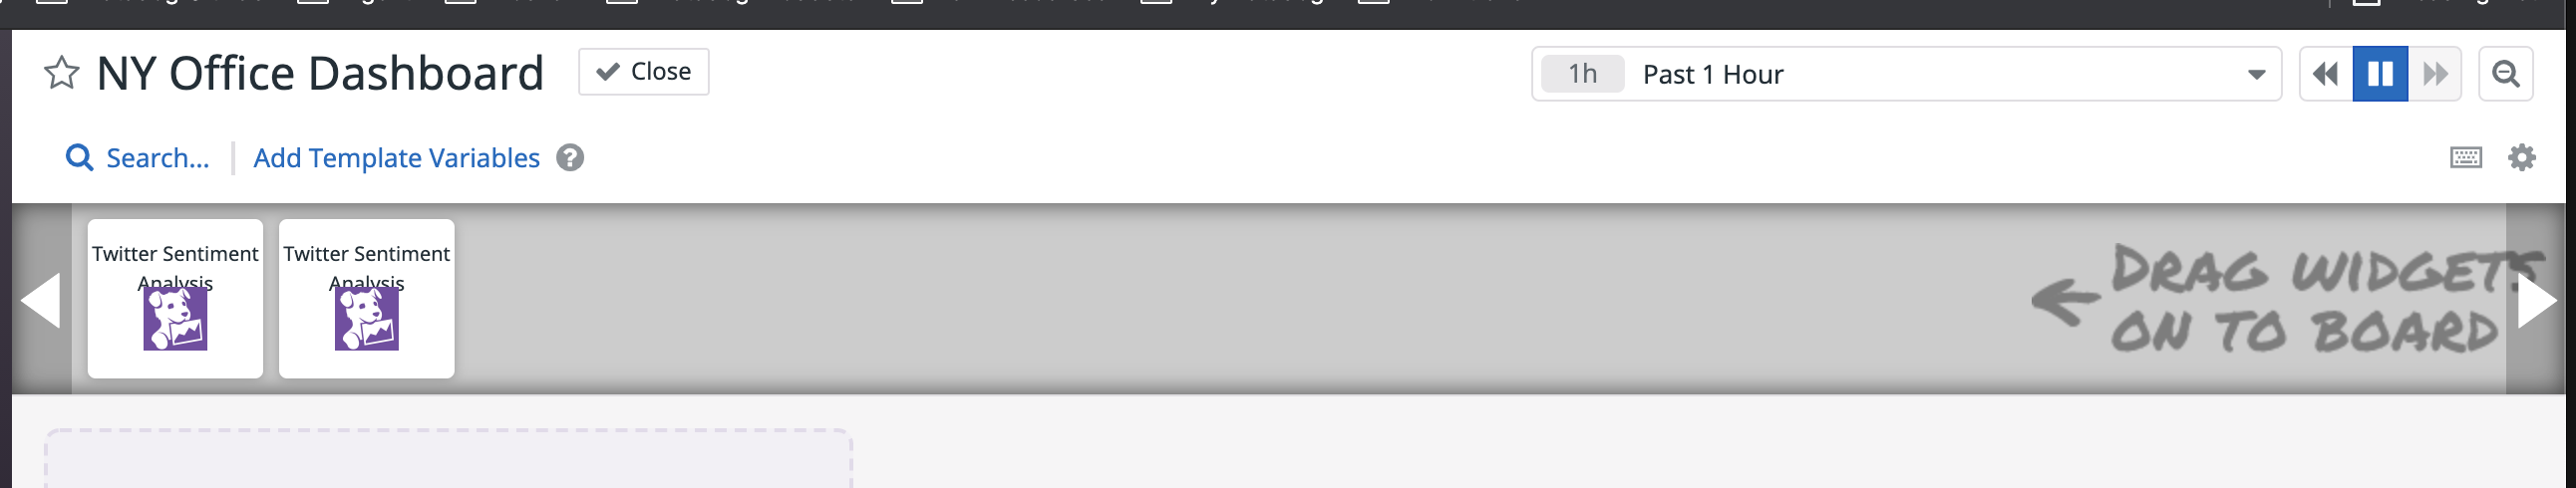 NY Office Dashboard
Close
1h Past 1 Hour
Search...
Add Template Variables
?
Twitter Sentiment
Analysis
Twitter Sentiment
Analysis
DRAG WIDGETS
ON TO BOARD